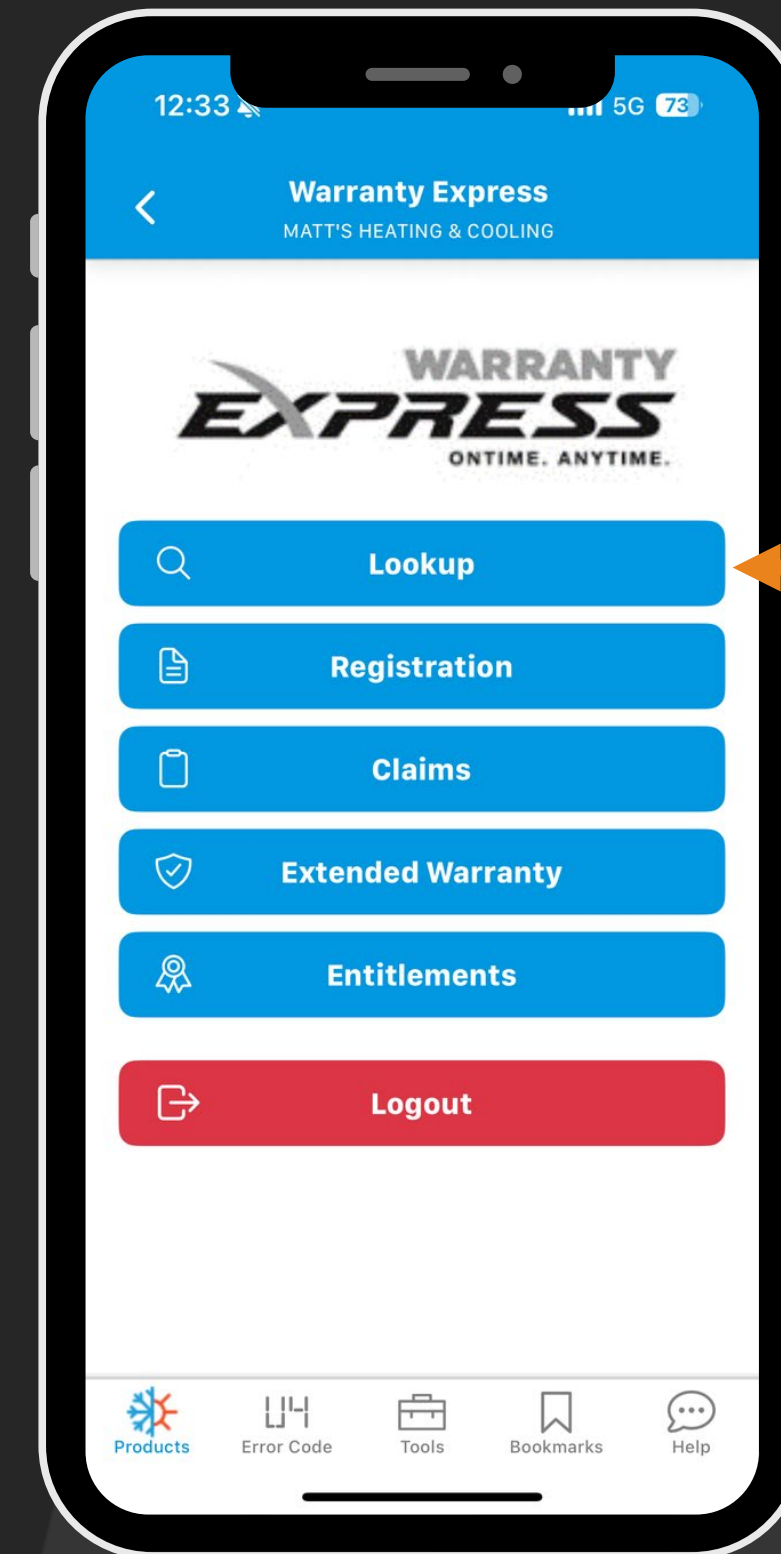 12:33
5G 73
Warranty Express
MATT'S HEATING & COOLING
WARRANTY
EXPRESS
ONTIME. ANYTIME.
Lookup
Registration
Claims
Extended Warranty
Entitlements
Logout
U4
Products Error Code Tools Bookmarks Help